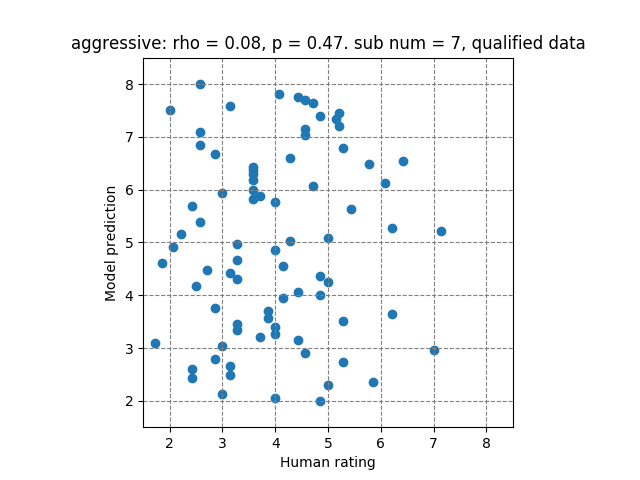 aggressive: rho = 0.08, p = 0.47. sub num = 7, qualified data
8
7
6
5
4
3
2
Model prediction
2 3 4 5 6 7 8
Human rating